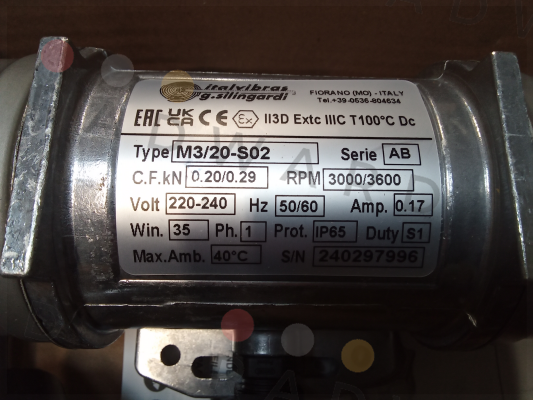 italvibras
g.silingardi
FIORANO (MO) - ITALY
Tel.+39-0536-804634
EAC UK CA CE Ex II3D Extc IIIC T100°C Dc
Type M3/20-S02 Serie AB
C.F.kN 0.20/0.29 RPM 3000/3600
Volt 220-240 Hz 50/60 Amp. 0.17
Win. 35 Ph. 1 Prot. IP65 Duty S1
Max.Amb. 40°C S/N 240297996